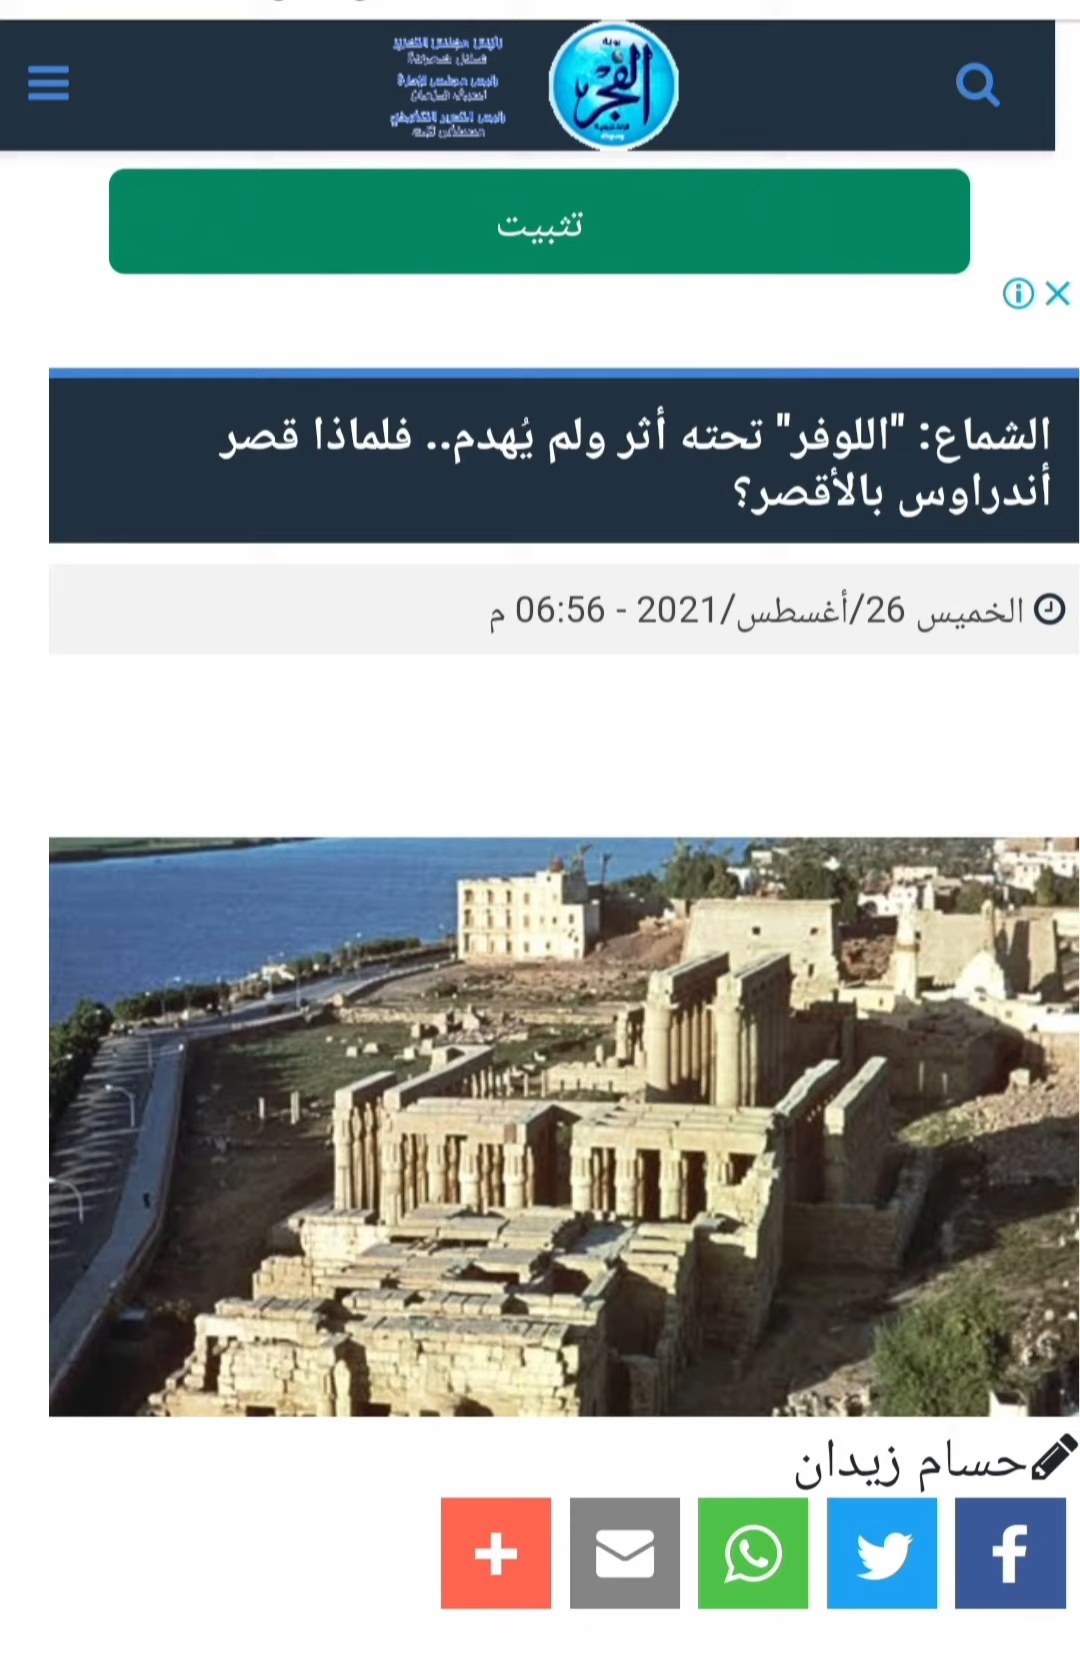 الفجر
تثبيت
الشماع: "اللوفر" تحته أثر ولم يُهدم.. فلماذا قصر
أندراوس بالأقصر؟
الخميس 26/أغسطس/2021 - 06:56 م
حسام زيدان